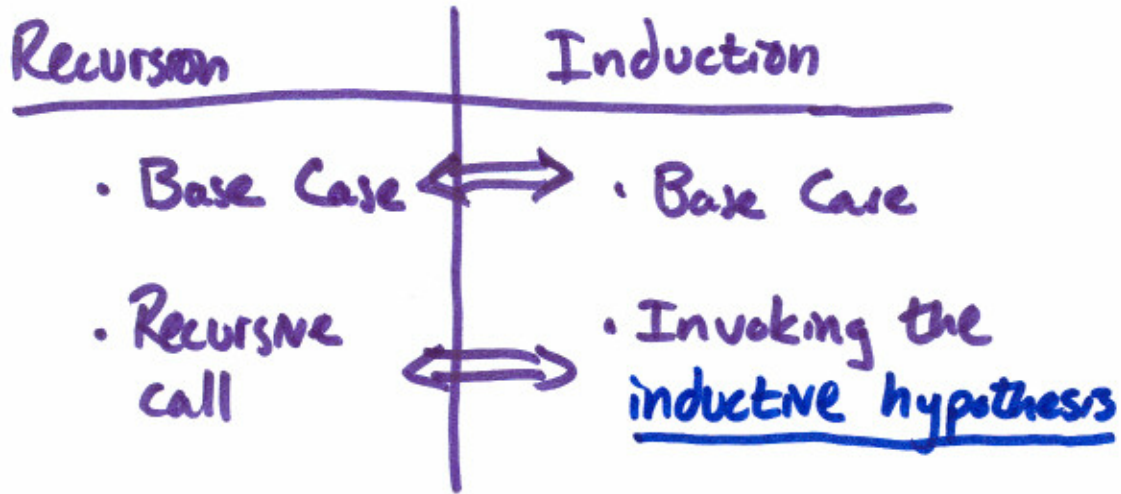 Recursion Induction
· Base Case ⇔ · Base Case
· Recursive ⇔ · Invoking the
call inductive hypothesis